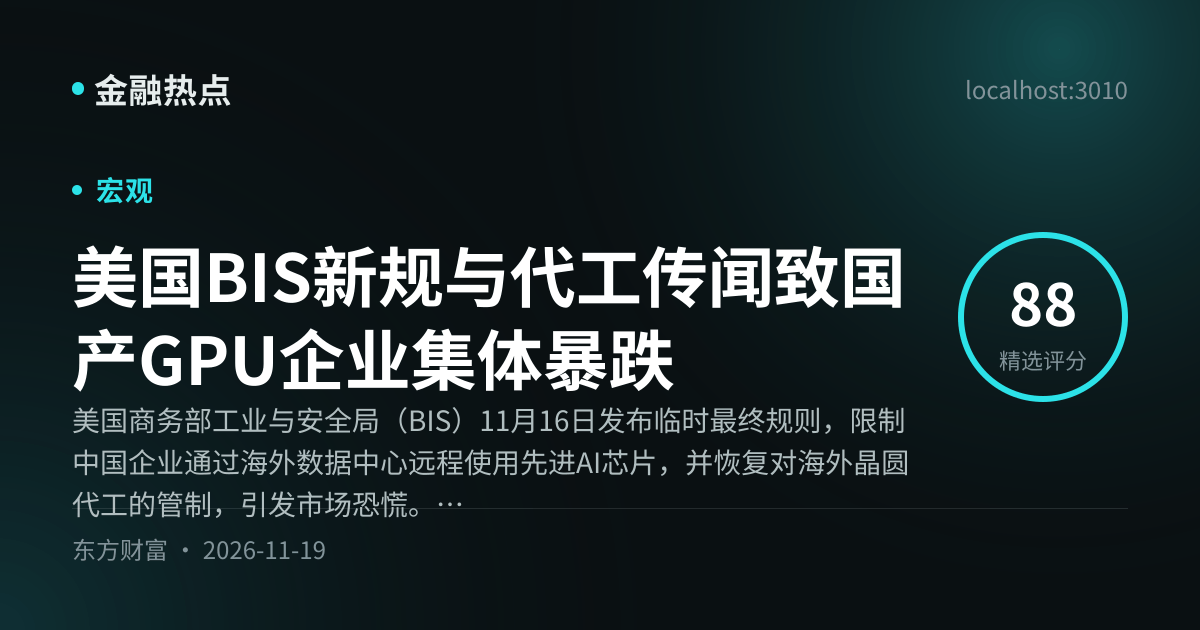 金融热点
localhost:3010
宏观
美国BIS新规与代工传闻致国
产GPU企业集体暴跌
88
精选评分
美国商务部工业与安全局（BIS）11月16日发布临时最终规则，限制
中国企业通过海外数据中心远程使用先进AI芯片，并恢复对海外晶圆
代工的管制，引发市场恐慌。…
东方财富 · 2026-11-19